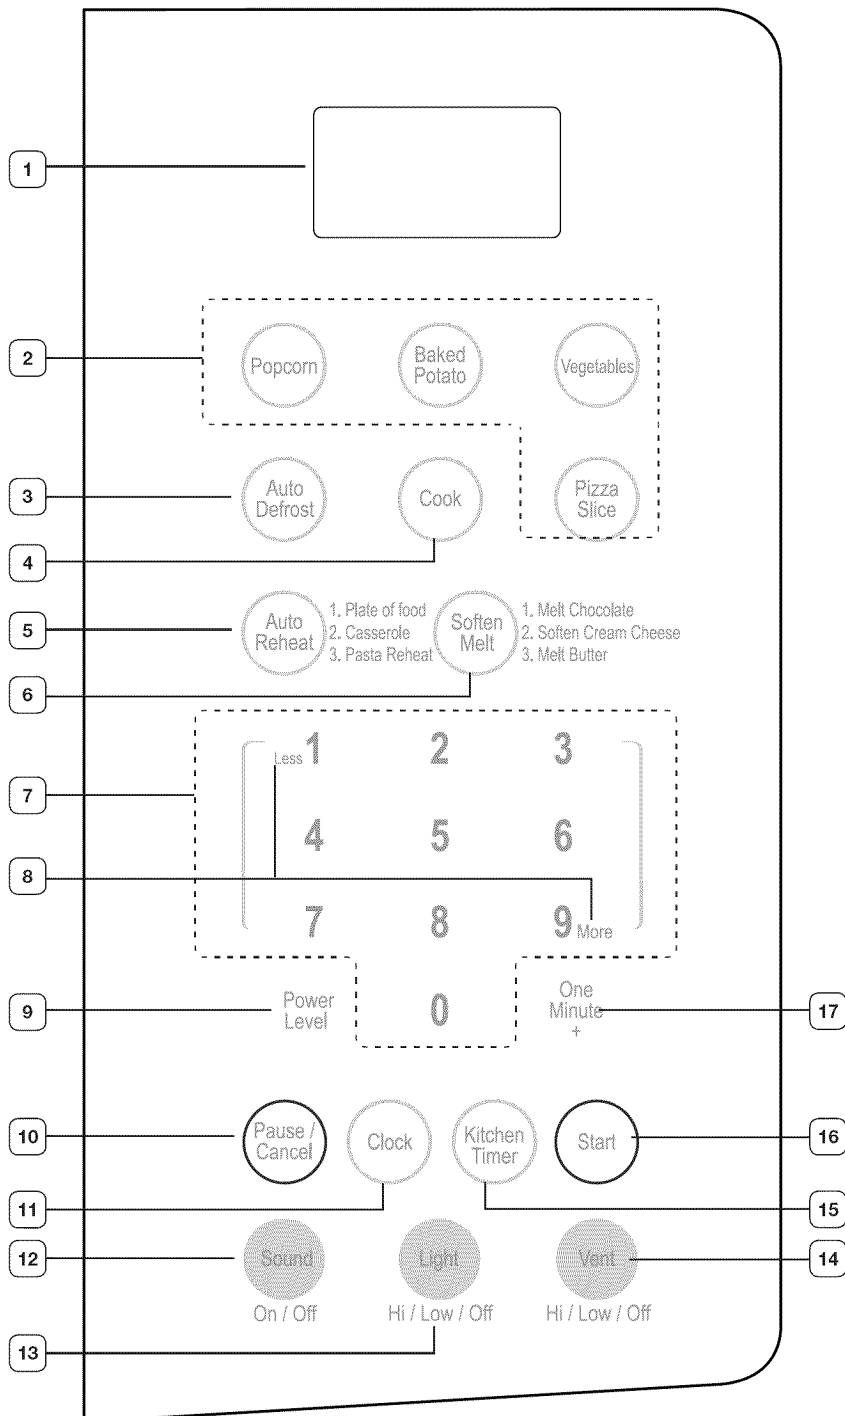 1
2
Popcorn
Baked
Potato
Vegetables
3
Auto
Defrost
Cook
Pizza
Slice
4
5
Auto
Reheat
1. Plate of food
2. Casserole
3. Pasta Reheat
Soften
Melt
1. Melt Chocolate
2. Soften Cream Cheese
3. Melt Butter
6
7
Less 1 2 3
4 5 6
8
7 8 9 More
9
Power
Level
0
One
Minute
+
17
10
Pause /
Cancel
Clock
Kitchen
Timer
Start
16
11
15
12
Sound
Light
Vent
14
On / Off
Hi / Low / Off
Hi / Low / Off
13